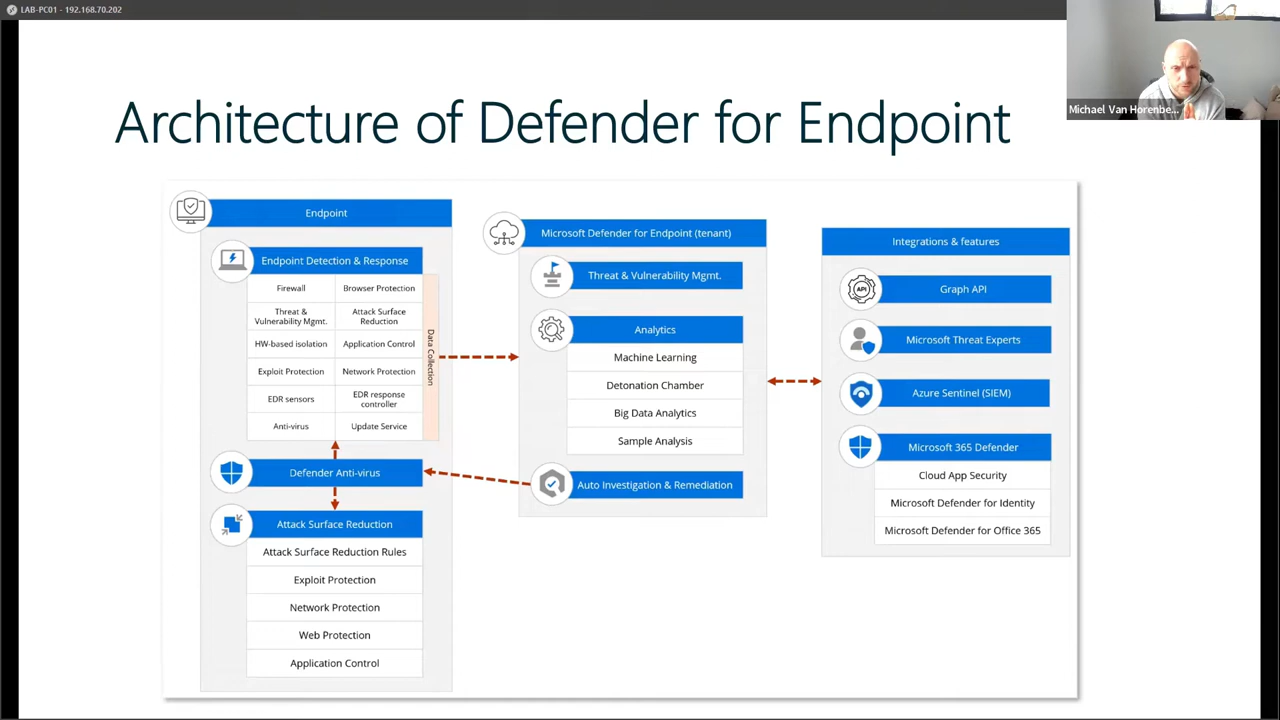 LAB-PC01 - 192.168.70.202
Michael Van Horenbe...
Architecture of Defender for Endpoint
Endpoint
Endpoint Detection & Response
Firewall
Browser Protection
Threat &
Vulnerability Mgmt.
Attack Surface
Reduction
HW-based isolation
Application Control
Exploit Protection
Network Protection
EDR sensors
EDR response
controller
Anti-virus
Update Service
Data Collection
Defender Anti-virus
Attack Surface Reduction
Attack Surface Reduction Rules
Exploit Protection
Network Protection
Web Protection
Application Control
Microsoft Defender for Endpoint (tenant)
Threat & Vulnerability Mgmt.
Analytics
Machine Learning
Detonation Chamber
Big Data Analytics
Sample Analysis
Auto Investigation & Remediation
Integrations & features
API
Graph API
Microsoft Threat Experts
Azure Sentinel (SIEM)
Microsoft 365 Defender
Cloud App Security
Microsoft Defender for Identity
Microsoft Defender for Office 365